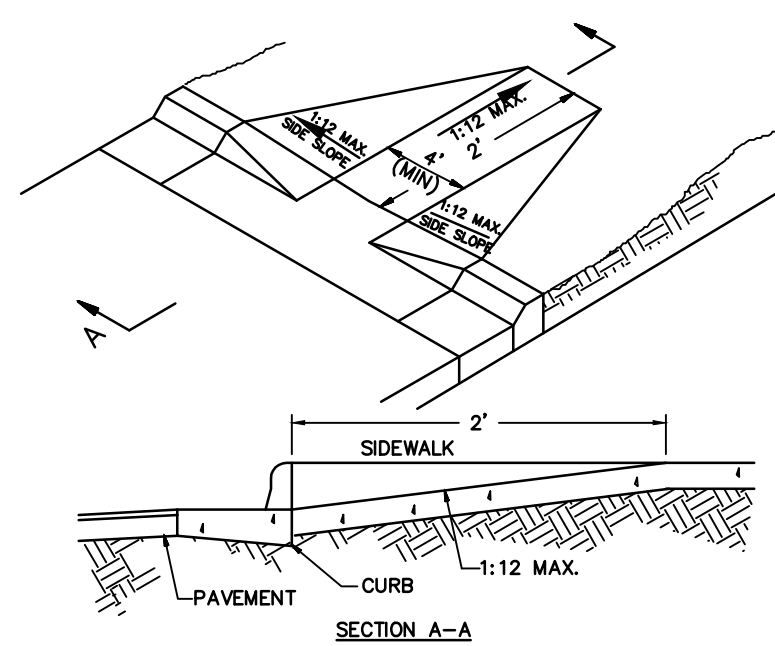 1:12 MAX.
SIDE SLOPE
1:12 MAX.
2'
4'
(MIN)
1:12 MAX.
SIDE SLOPE
A
2'
SIDEWALK
1:12 MAX.
CURB
PAVEMENT
SECTION A-A